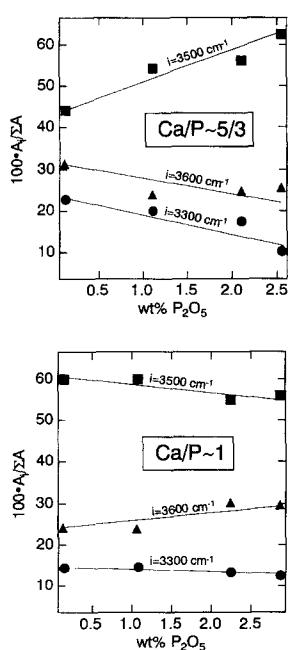 60
50
40
30
20
10
100•Aᵢ/ΣA
i=3500 cm⁻¹
Ca/P~5/3
i=3600 cm⁻¹
i=3300 cm⁻¹
0.5 1.0 1.5 2.0 2.5
wt% P₂O₅
60
50
40
30
20
10
100•Aᵢ/ΣA
i=3500 cm⁻¹
Ca/P~1
i=3600 cm⁻¹
i=3300 cm⁻¹
0.5 1.0 1.5 2.0 2.5
wt% P₂O₅